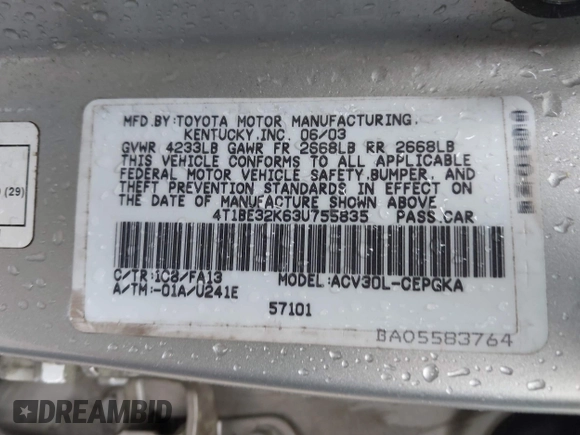 MFD.BY:TOYOTA MOTOR MANUFACTURING,
KENTUCKY,INC. 06/03
GVWR 4233LB GAWR FR 2668LB RR 2668LB
THIS VEHICLE CONFORMS TO ALL APPLICABLE
FEDERAL MOTOR VEHICLE SAFETY,BUMPER, AND
THEFT PREVENTION STANDARDS IN EFFECT ON
THE DATE OF MANUFACTURE SHOWN ABOVE
4T1BE32K63U755835 PASS.CAR
C/TR:1C8/FA13 MODEL:ACV30L-CEPGKA
A/TM:-01A/U241E
57101
BA05583764
(29)
DREAMBID